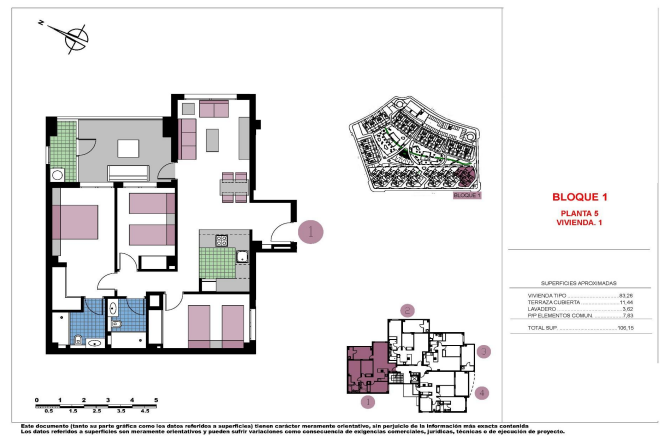 N
1
BLOQUE 1
BLOQUE 1
PLANTA 5
VIVIENDA. 1
SUPERFICIES APROXIMADAS
VIVIENDA TIPO 83,26
TERRAZA CUBIERTA 11,44
LAVADERO 3,62
P/P ELEMENTOS COMUN. 7,83
TOTAL SUP. 106,15
2
3
4
1
0 1 2 3 4 5
0.5 1.5 2.5 3.5 4.5
Este documento (tanto su parte gráfica como los datos referidos a superficies) tienen carácter meramente orientativo, sin perjuicio de la información más exacta contenida
Los datos referidos a superficies son meramente orientativos y pueden sufrir variaciones como consecuencia de exigencias comerciales, jurídicas, técnicas o de ejecución de proyecto.